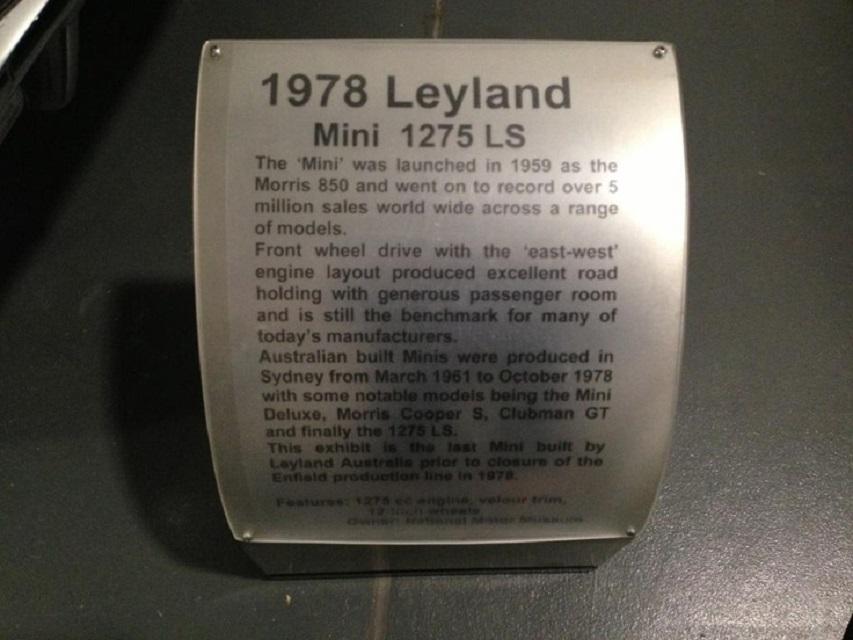 1978 Leyland
Mini 1275 LS
The 'Mini' was launched in 1959 as the
Morris 850 and went on to record over 5
million sales world wide across a range
of models.
Front wheel drive with the 'east-west'
engine layout produced excellent road
holding with generous passenger room
and is still the benchmark for many of
today's manufacturers.
Australian built Minis were produced in
Sydney from March 1961 to October 1978
with some notable models being the Mini
Deluxe, Morris Cooper S, Clubman GT
and finally the 1275 LS.
This exhibit is the last Mini built by
Leyland Australia prior to closure of the
Enfield production line in 1978.
Features: 1275 cc engine, velour trim,
12 inch wheels
Owner: National Motor Museum